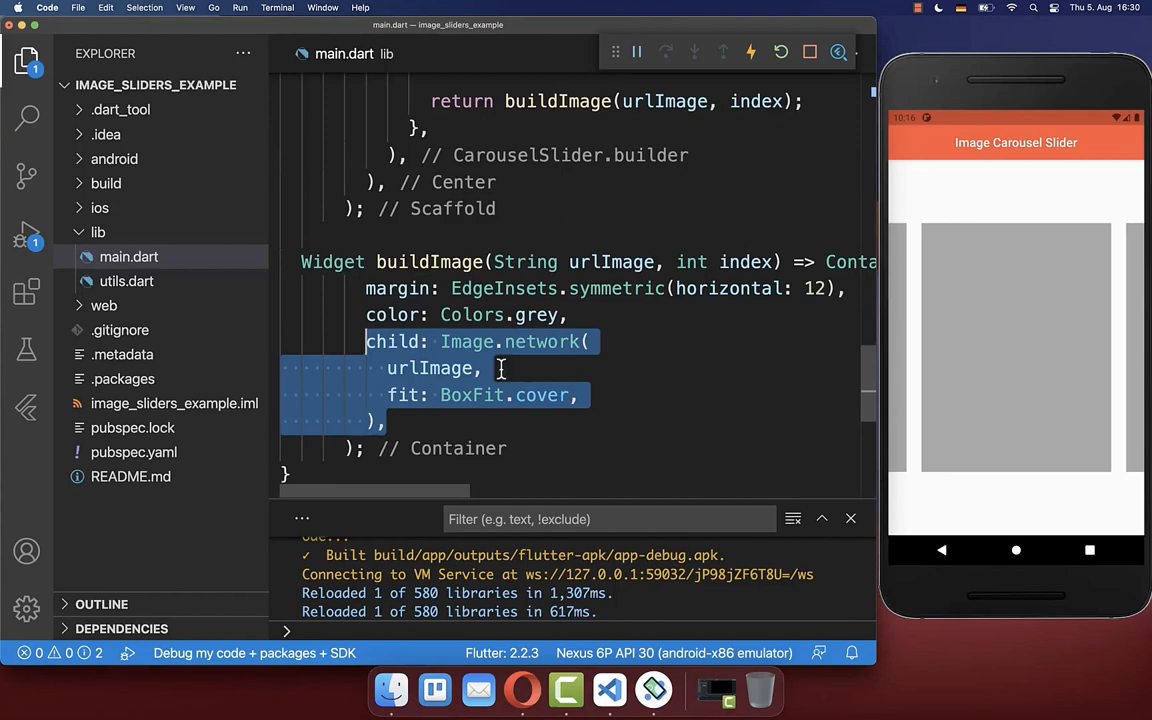 Code File Edit Selection View Go Run Terminal Window Help Thu 5. Aug 16:30
main.dart — image_sliders_example
EXPLORER
IMAGE_SLIDERS_EXAMPLE
.dart_tool
.idea
android
build
ios
lib
main.dart
utils.dart
web
.gitignore
.metadata
.packages
image_sliders_example.iml
pubspec.lock
pubspec.yaml
README.md
OUTLINE
DEPENDENCIES
1
1
main.dart lib
return buildImage(urlImage, index);
},
), // CarouselSlider.builder
), // Center
); // Scaffold
Widget buildImage(String urlImage, int index) => Conta
margin: EdgeInsets.symmetric(horizontal: 12),
color: Colors.grey,
child: Image.network(
urlImage,
fit: BoxFit.cover,
),
); // Container
}
Filter (e.g. text, !exclude)
ode...
✓ Built build/app/outputs/flutter-apk/app-debug.apk.
Connecting to VM Service at ws://127.0.0.1:59032/jP98jZF6T8U=/ws
Reloaded 1 of 580 libraries in 1,307ms.
Reloaded 1 of 580 libraries in 617ms.
0 0 2 Debug my code + packages + SDK Flutter: 2.2.3 Nexus 6P API 30 (android-x86 emulator)
10:16
Image Carousel Slider